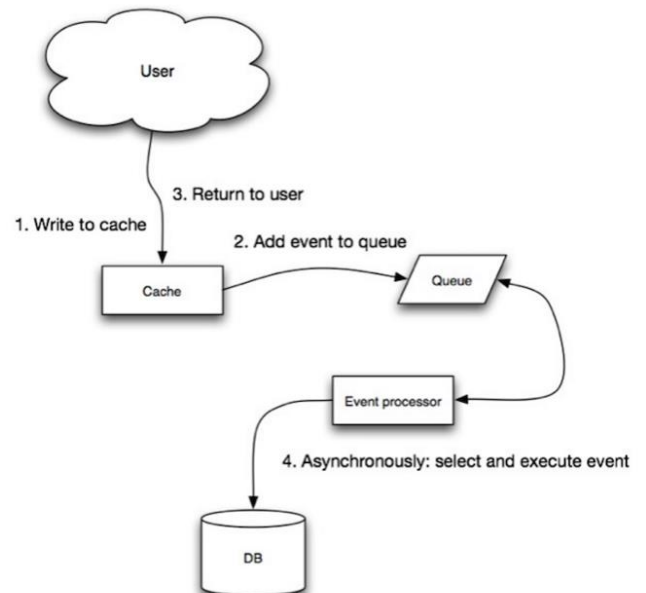 User
3. Return to user
1. Write to cache
2. Add event to queue
Cache
Queue
Event processor
4. Asynchronously: select and execute event
DB